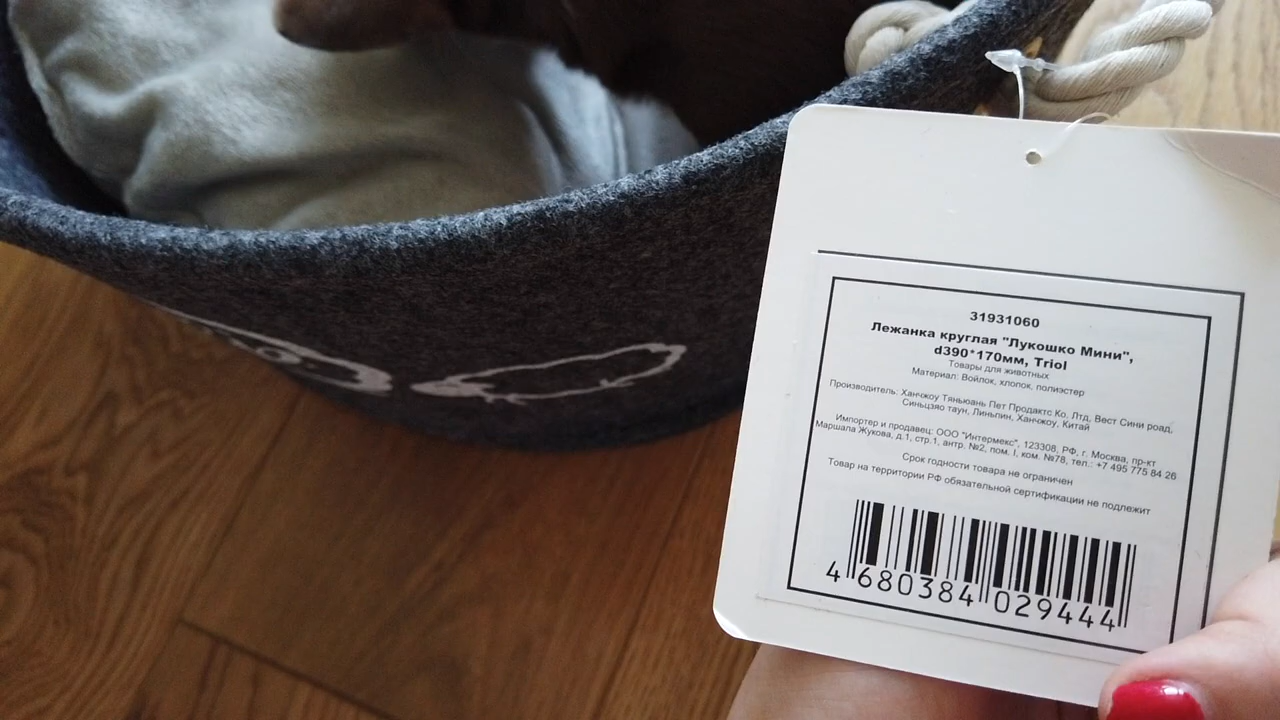 31931060
Лежанка круглая "Лукошко Мини",
d390*170мм, Triol
Товары для животных
Материал: Войлок, хлопок, полиэстер
Производитель: Ханчжоу Тяньюань Пет Продактс Ко. Лтд, Вест Сини роад,
Синьцзяо таун, Линьпин, Ханчжоу, Китай
Импортер и продавец: ООО "Интермекс", 123308, РФ, г. Москва, пр-кт
Маршала Жукова, д.1, стр.1, антр. №2, пом. I, ком. №78, тел.: +7 495 775 84 26
Срок годности товара не ограничен
Товар на территории РФ обязательной сертификации не подлежит
4 680384 029444